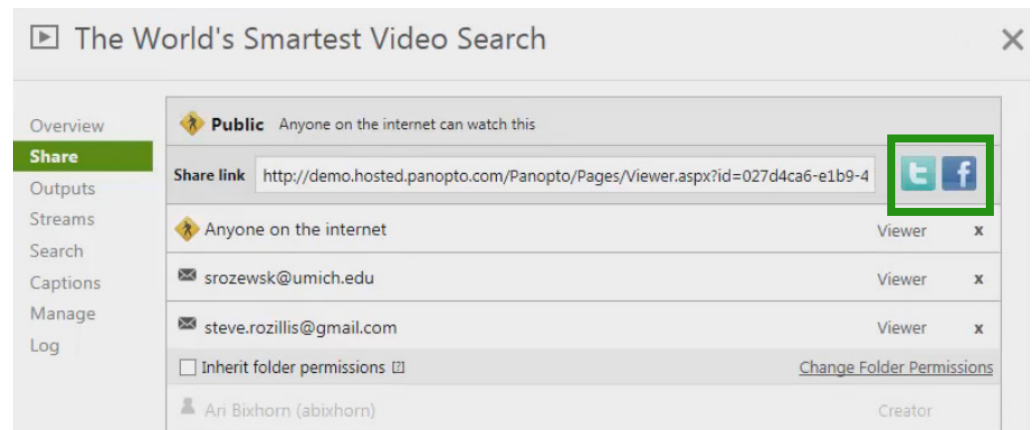 The World's Smartest Video Search
Overview
Share
Outputs
Streams
Search
Captions
Manage
Log
Public Anyone on the internet can watch this
Share link http://demo.hosted.panopto.com/Panopto/Pages/Viewer.aspx?id=027d4ca6-e1b9-4
Anyone on the internet Viewer x
srozewsk@umich.edu Viewer x
steve.rozillis@gmail.com Viewer x
Inherit folder permissions [?] Change Folder Permissions
Ari Bixhorn (abixhorn) Creator